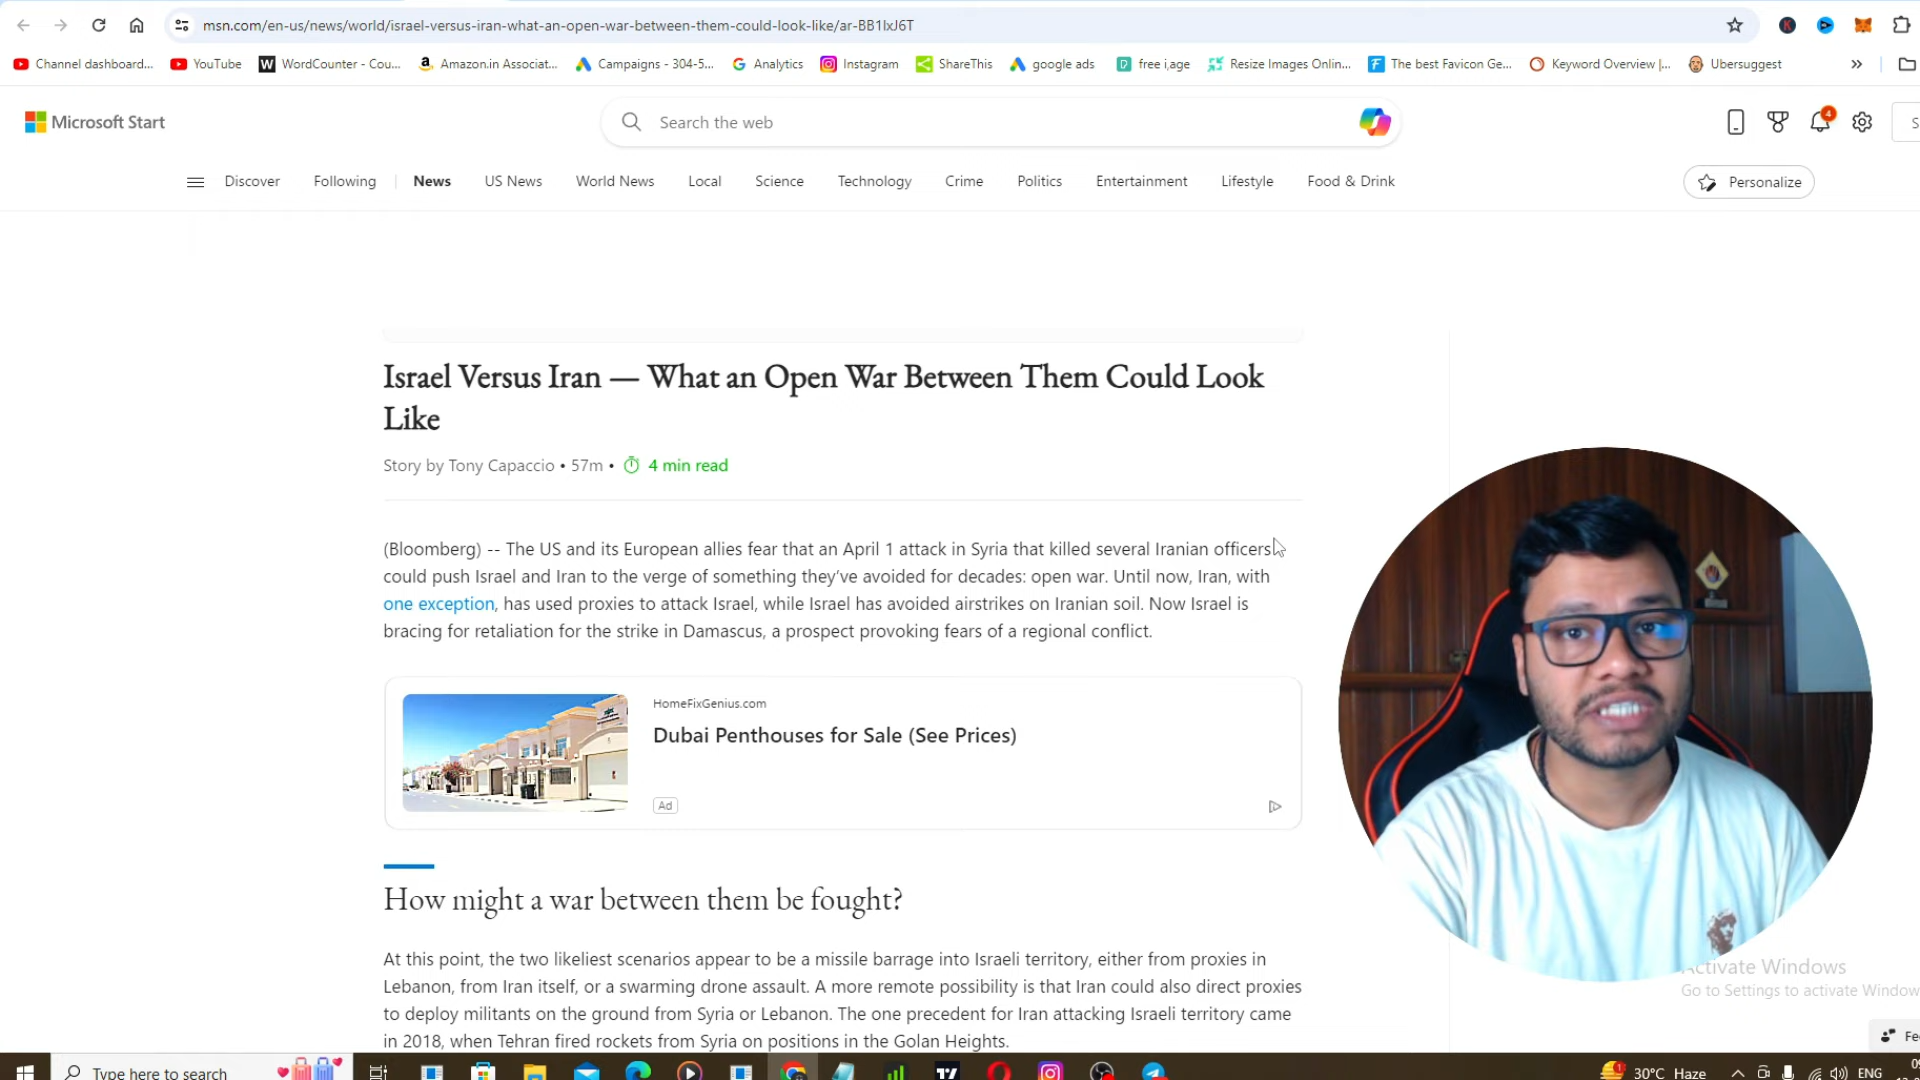 msn.com/en-us/news/world/israel-versus-iran-what-an-open-war-between-them-could-look-like/ar-BB1lxJ6T
Channel dashboard... YouTube WordCounter - Cou... Amazon.in Associat... Campaigns - 304-5... Analytics Instagram ShareThis google ads free i,age Resize Images Onlin... The best Favicon Ge... Keyword Overview |... Ubersuggest
Microsoft Start
Search the web
4
Discover Following News US News World News Local Science Technology Crime Politics Entertainment Lifestyle Food & Drink
Personalize
Israel Versus Iran — What an Open War Between Them Could Look
Like
Story by Tony Capaccio • 57m • 4 min read
(Bloomberg) -- The US and its European allies fear that an April 1 attack in Syria that killed several Iranian officers
could push Israel and Iran to the verge of something they’ve avoided for decades: open war. Until now, Iran, with
one exception, has used proxies to attack Israel, while Israel has avoided airstrikes on Iranian soil. Now Israel is
bracing for retaliation for the strike in Damascus, a prospect provoking fears of a regional conflict.
HomeFixGenius.com
Dubai Penthouses for Sale (See Prices)
Ad
How might a war between them be fought?
At this point, the two likeliest scenarios appear to be a missile barrage into Israeli territory, either from proxies in
Lebanon, from Iran itself, or a swarming drone assault. A more remote possibility is that Iran could also direct proxies
to deploy militants on the ground from Syria or Lebanon. The one precedent for Iran attacking Israeli territory came
in 2018, when Tehran fired rockets from Syria on positions in the Golan Heights.
Activate Windows
Go to Settings to activate Window
Type here to search
30°C Haze
ENG